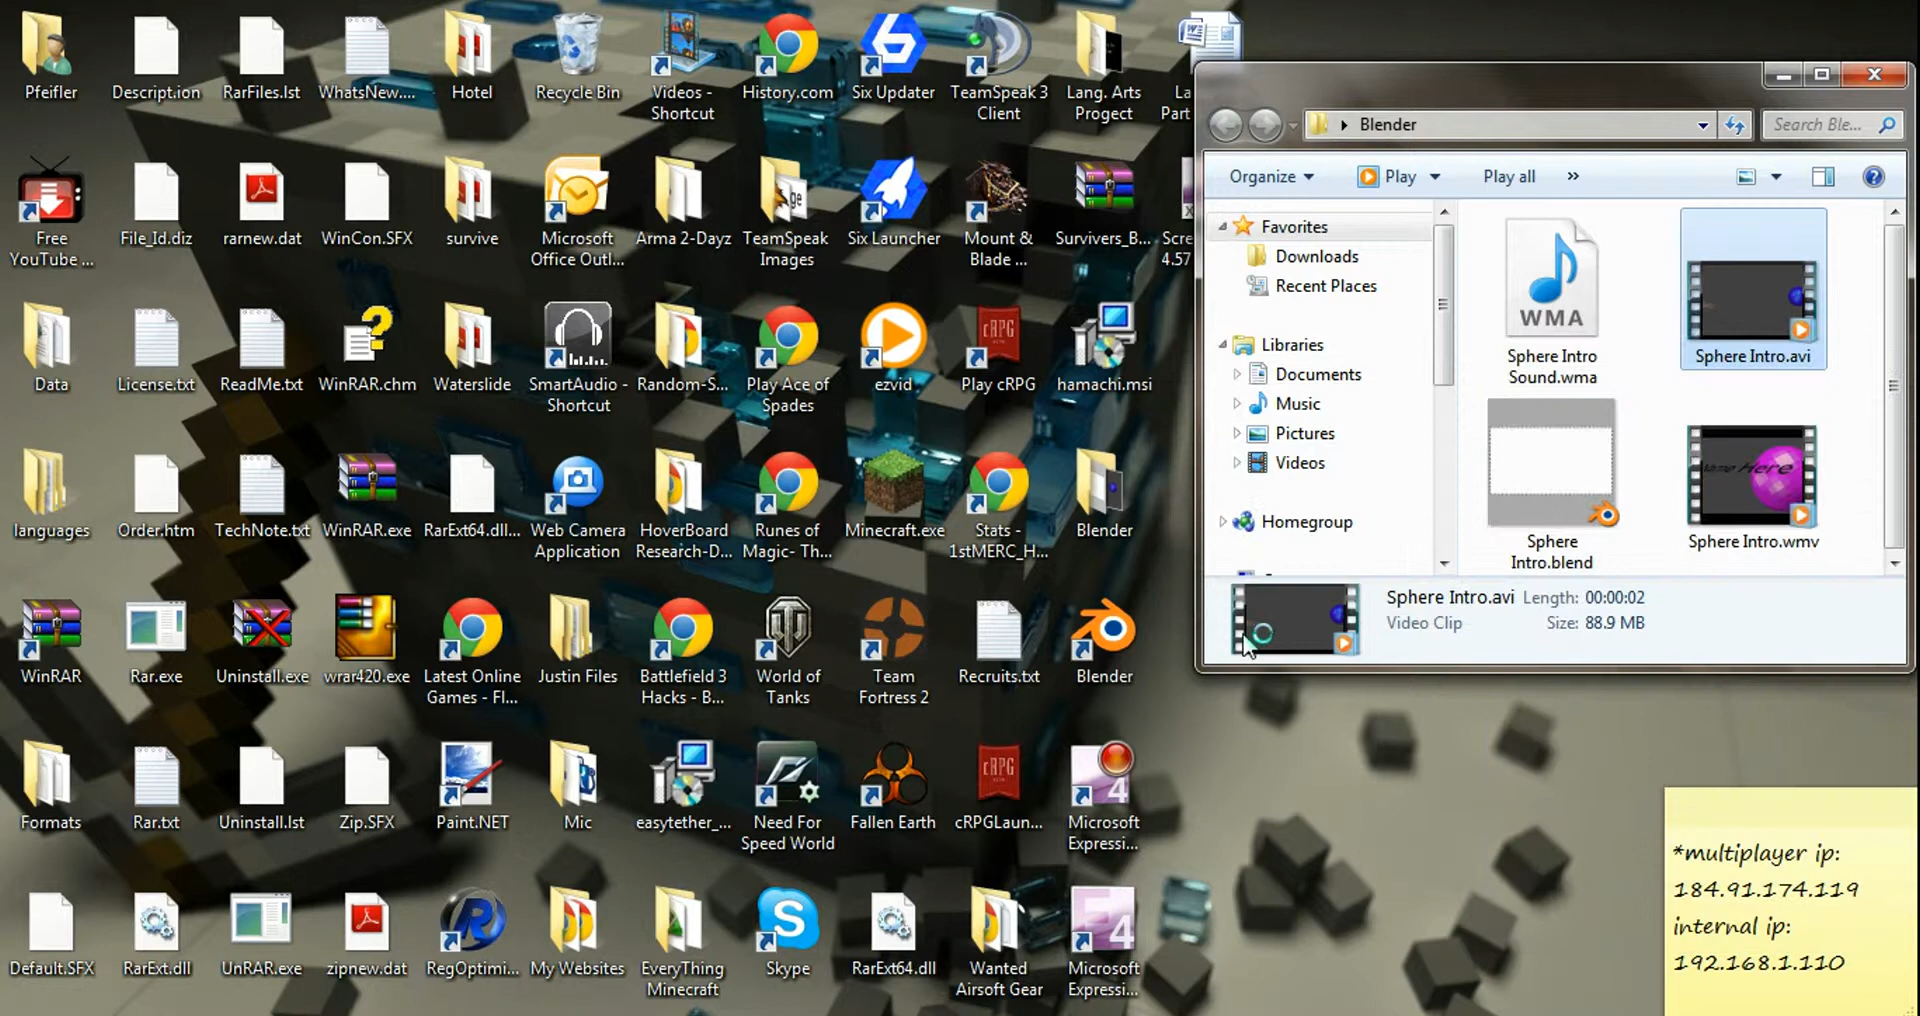 Pfeifler
Descript.ion
RarFiles.lst
WhatsNew....
Hotel
Recycle Bin
Videos -
Shortcut
History.com
Six Updater
TeamSpeak 3
Client
Lang. Arts
Progect
La
Part
Free
YouTube ...
File_Id.diz
rarnew.dat
WinCon.SFX
survive
Microsoft
Office Outl...
Arma 2-Dayz
TeamSpeak
Images
Six Launcher
Mount &
Blade ...
Survivers_B...
Scre
4.57
Data
License.txt
ReadMe.txt
WinRAR.chm
Waterslide
SmartAudio -
Shortcut
Random-S...
Play Ace of
Spades
ezvid
Play cRPG
hamachi.msi
languages
Order.htm
TechNote.txt
WinRAR.exe
RarExt64.dll...
Web Camera
Application
HoverBoard
Research-D...
Runes of
Magic- Th...
Minecraft.exe
Stats -
1stMERC_H...
Blender
WinRAR
Rar.exe
Uninstall.exe
wrar420.exe
Latest Online
Games - Fl...
Justin Files
Battlefield 3
Hacks - B...
World of
Tanks
Team
Fortress 2
Recruits.txt
Blender
Formats
Rar.txt
Uninstall.lst
Zip.SFX
Paint.NET
Mic
easytether_...
Need For
Speed World
Fallen Earth
cRPGLaun...
Microsoft
Expressi...
Default.SFX
RarExt.dll
UnRAR.exe
zipnew.dat
RegOptimi...
My Websites
EveryThing
Minecraft
Skype
RarExt64.dll
Wanted
Airsoft Gear
Microsoft
Expressi...
Blender
Search Ble...
Organize
Play
Play all
»
Favorites
Downloads
Recent Places
Libraries
Documents
Music
Pictures
Videos
Homegroup
WMA
Sphere Intro
Sound.wma
Sphere Intro.avi
Sphere
Intro.blend
Name Here
Sphere Intro.wmv
Sphere Intro.avi Length: 00:00:02
Video Clip Size: 88.9 MB
*multiplayer ip:
184.91.174.119
internal ip:
192.168.1.110